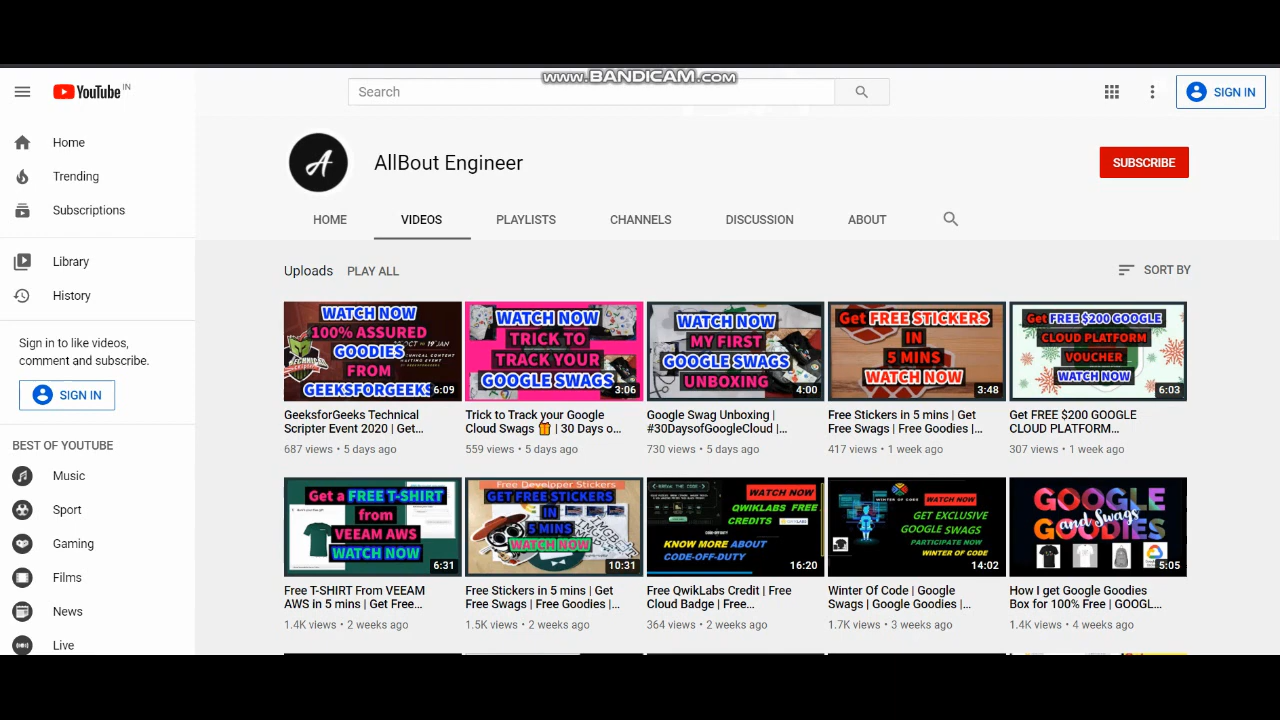 www.BANDICAM.com
YouTube IN
Search
SIGN IN
Home
Trending
Subscriptions
Library
History
Sign in to like videos,
comment and subscribe.
SIGN IN
BEST OF YOUTUBE
Music
Sport
Gaming
Films
News
Live
A
AllBout Engineer
SUBSCRIBE
HOME
VIDEOS
PLAYLISTS
CHANNELS
DISCUSSION
ABOUT
Uploads
PLAY ALL
SORT BY
WATCH NOW
100% ASSURED
GOODIES
FROM
GEEKSFORGEEKS
6:09
GeeksforGeeks Technical
Scripter Event 2020 | Get...
687 views • 5 days ago
WATCH NOW
TRICK TO
TRACK YOUR
GOOGLE SWAGS
3:06
Trick to Track your Google
Cloud Swags 🎁 | 30 Days o...
559 views • 5 days ago
WATCH NOW
MY FIRST
GOOGLE SWAGS
UNBOXING
4:00
Google Swag Unboxing |
#30DaysofGoogleCloud |...
730 views • 5 days ago
Get FREE STICKERS
IN
5 MINS
WATCH NOW
3:48
Free Stickers in 5 mins | Get
Free Swags | Free Goodies |...
417 views • 1 week ago
Get FREE $200 GOOGLE
CLOUD PLATFORM
VOUCHER
WATCH NOW
6:03
Get FREE $200 GOOGLE
CLOUD PLATFORM...
307 views • 1 week ago
Get a FREE T-SHIRT
from
VEEAM AWS
WATCH NOW
6:31
Free T-SHIRT From VEEAM
AWS in 5 mins | Get Free...
1.4K views • 2 weeks ago
Free Developer Stickers
GET FREE STICKERS
IN
5 MINS
WATCH NOW
10:31
Free Stickers in 5 mins | Get
Free Swags | Free Goodies |...
1.5K views • 2 weeks ago
WATCH NOW
QWIKLABS FREE
CREDITS
KNOW MORE ABOUT
CODE-OFF-DUTY
16:20
Free QwikLabs Credit | Free
Cloud Badge | Free...
364 views • 2 weeks ago
WINTER OF CODE
WATCH NOW
GET EXCLUSIVE
GOOGLE SWAGS
PARTICIPATE NOW
WINTER OF CODE
14:02
Winter Of Code | Google
Swags | Google Goodies |...
1.7K views • 3 weeks ago
GOOGLE
and Swags
GOODIES
5:05
How I get Google Goodies
Box for 100% Free | GOOGL...
1.4K views • 4 weeks ago